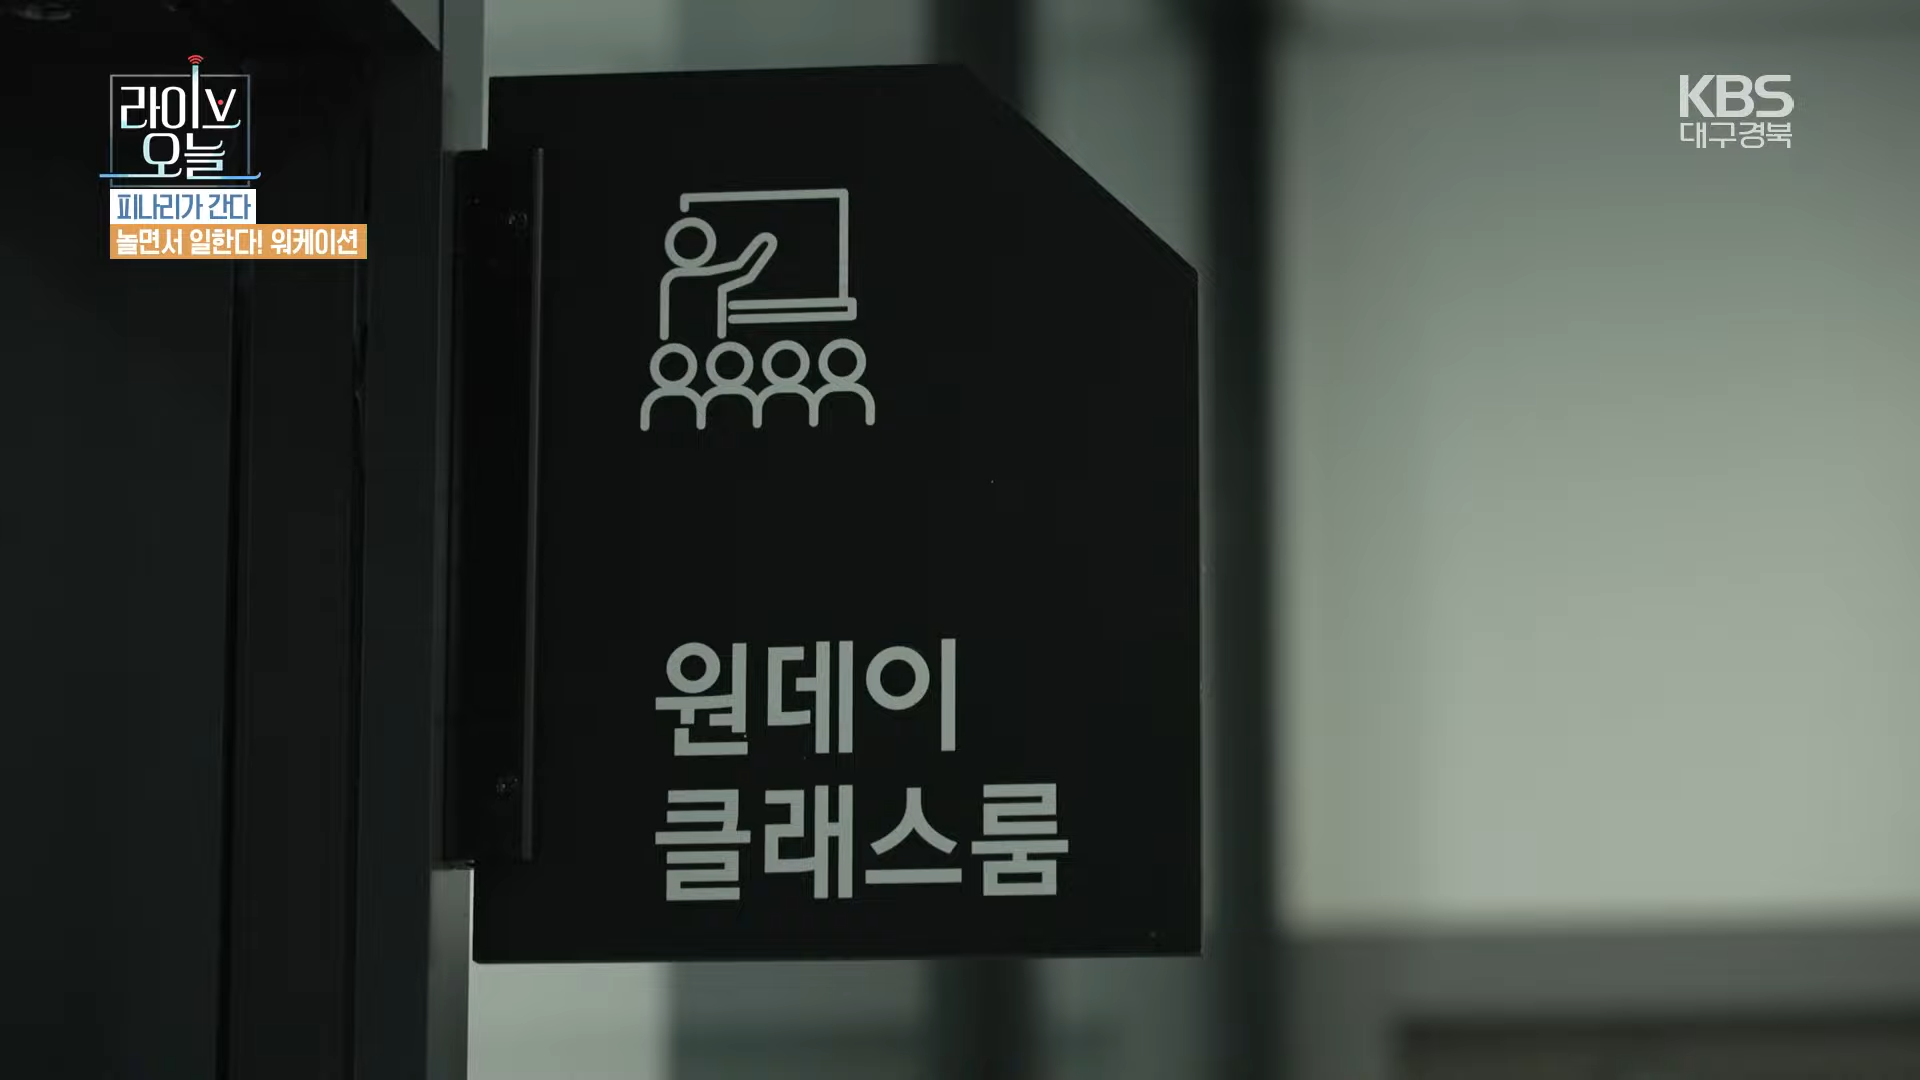 라이브
오늘
피나리가 간다
놀면서 일한다! 워케이션
KBS
대구경북
원데이
클래스룸